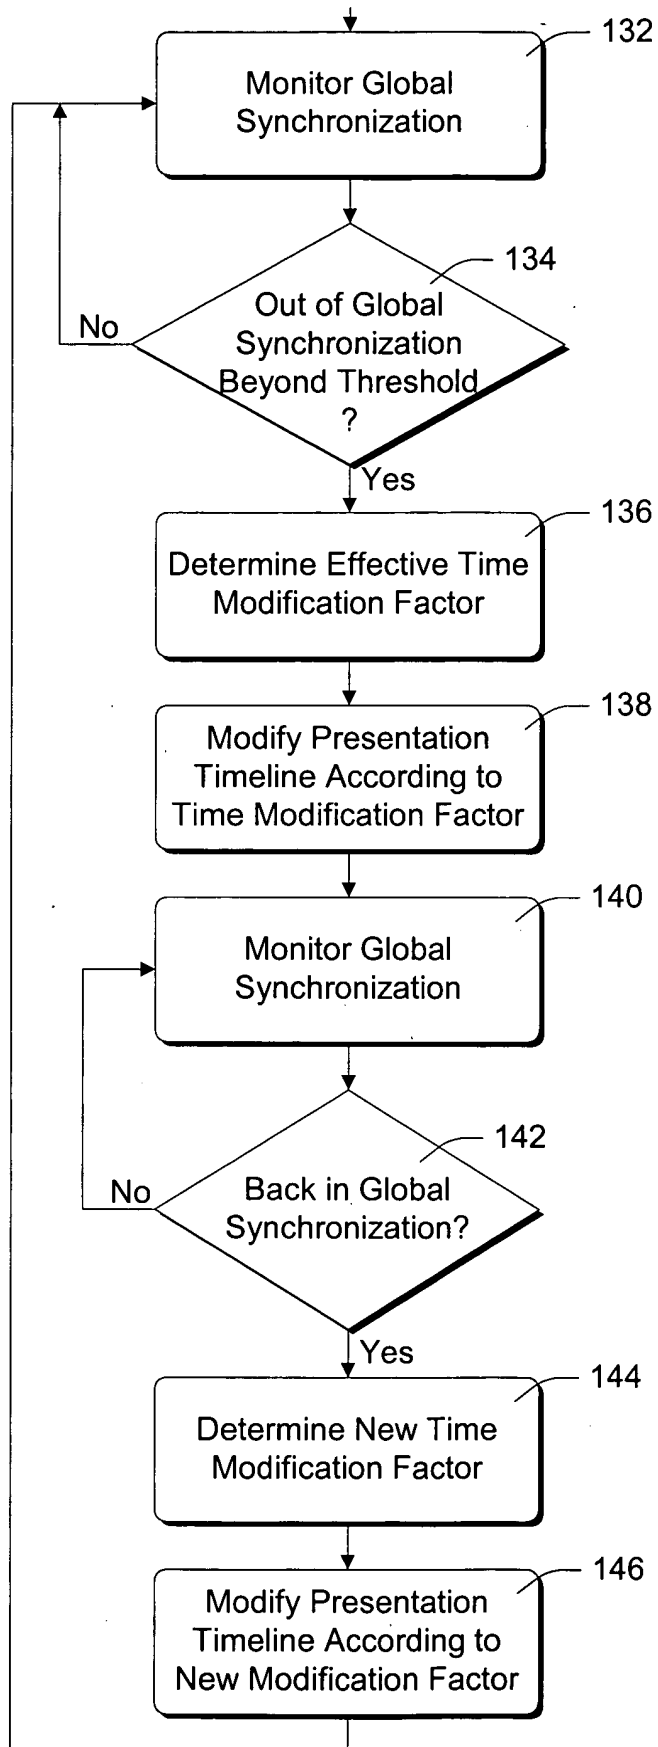 132
Monitor Global
Synchronization
134
Out of Global
Synchronization
Beyond Threshold
?
No
Yes
136
Determine Effective Time
Modification Factor
138
Modify Presentation
Timeline According to
Time Modification Factor
140
Monitor Global
Synchronization
142
Back in Global
Synchronization?
No
Yes
144
Determine New Time
Modification Factor
146
Modify Presentation
Timeline According to
New Modification Factor